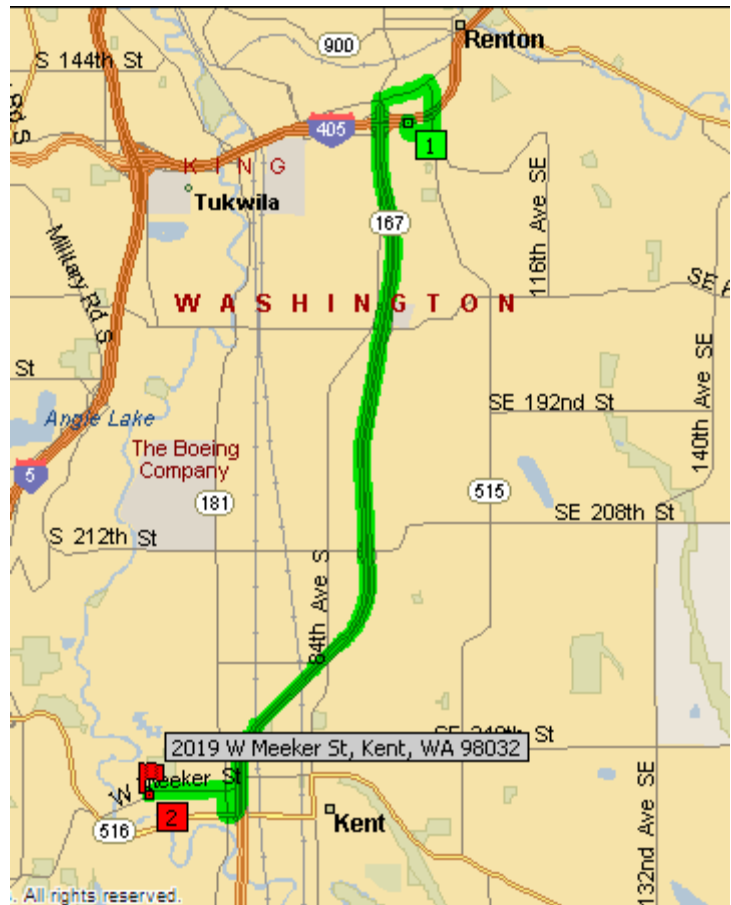 Renton
900
S 144th St
Rd S
405
1
KING
Tukwila
116th Ave SE
167
Military Rd S
WASHINGTON
SE
St
140th Ave SE
SE 192nd St
Angle Lake
The Boeing
Company
5
181
515
SE 208th St
S 212th St
84th Ave S
2019 W Meeker St, Kent, WA 98032
W Meeker St
2
516
Kent
132nd Ave SE
. All rights reserved.